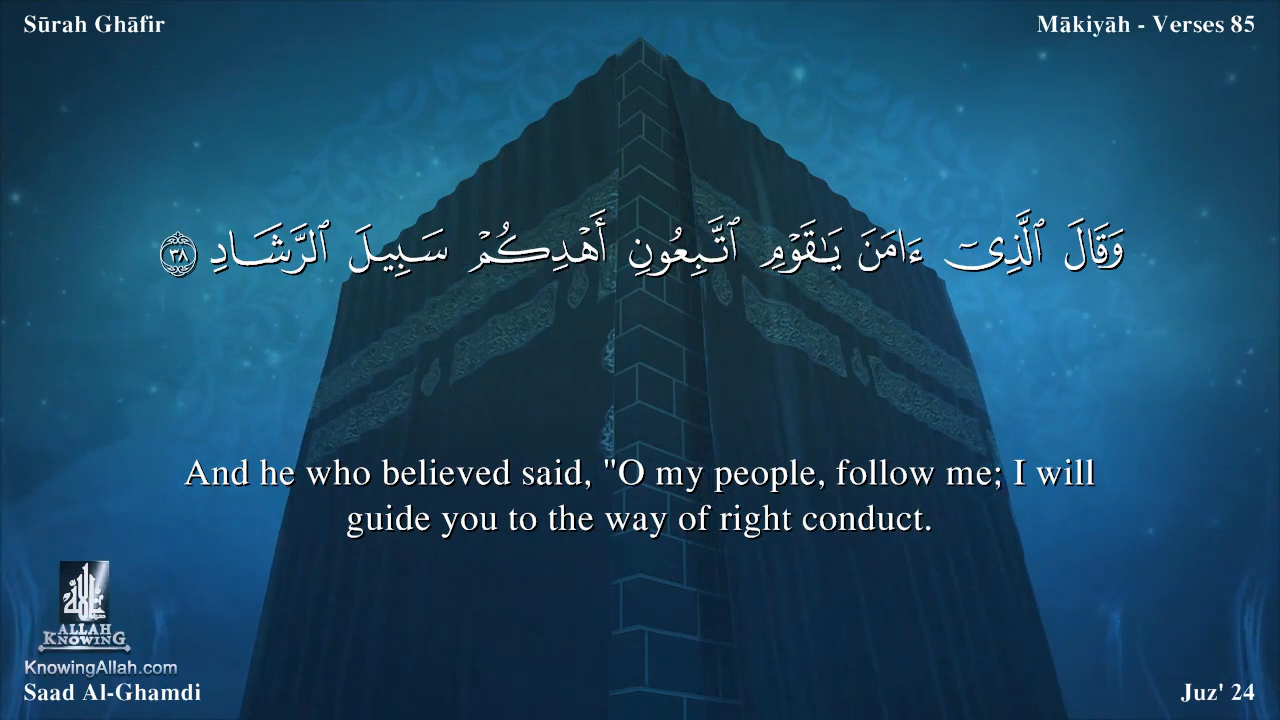 Sūrah Ghāfir
Mākiyāh - Verses 85
وَقَالَ ٱلَّذِىٓ ءَامَنَ يَـٰقَوْمِ ٱتَّبِعُونِ أَهْدِكُمْ سَبِيلَ ٱلرَّشَادِ ٣٨
And he who believed said, "O my people, follow me; I will
guide you to the way of right conduct.
ALLAH
KNOWING
KnowingAllah.com
Saad Al-Ghamdi
Juz' 24